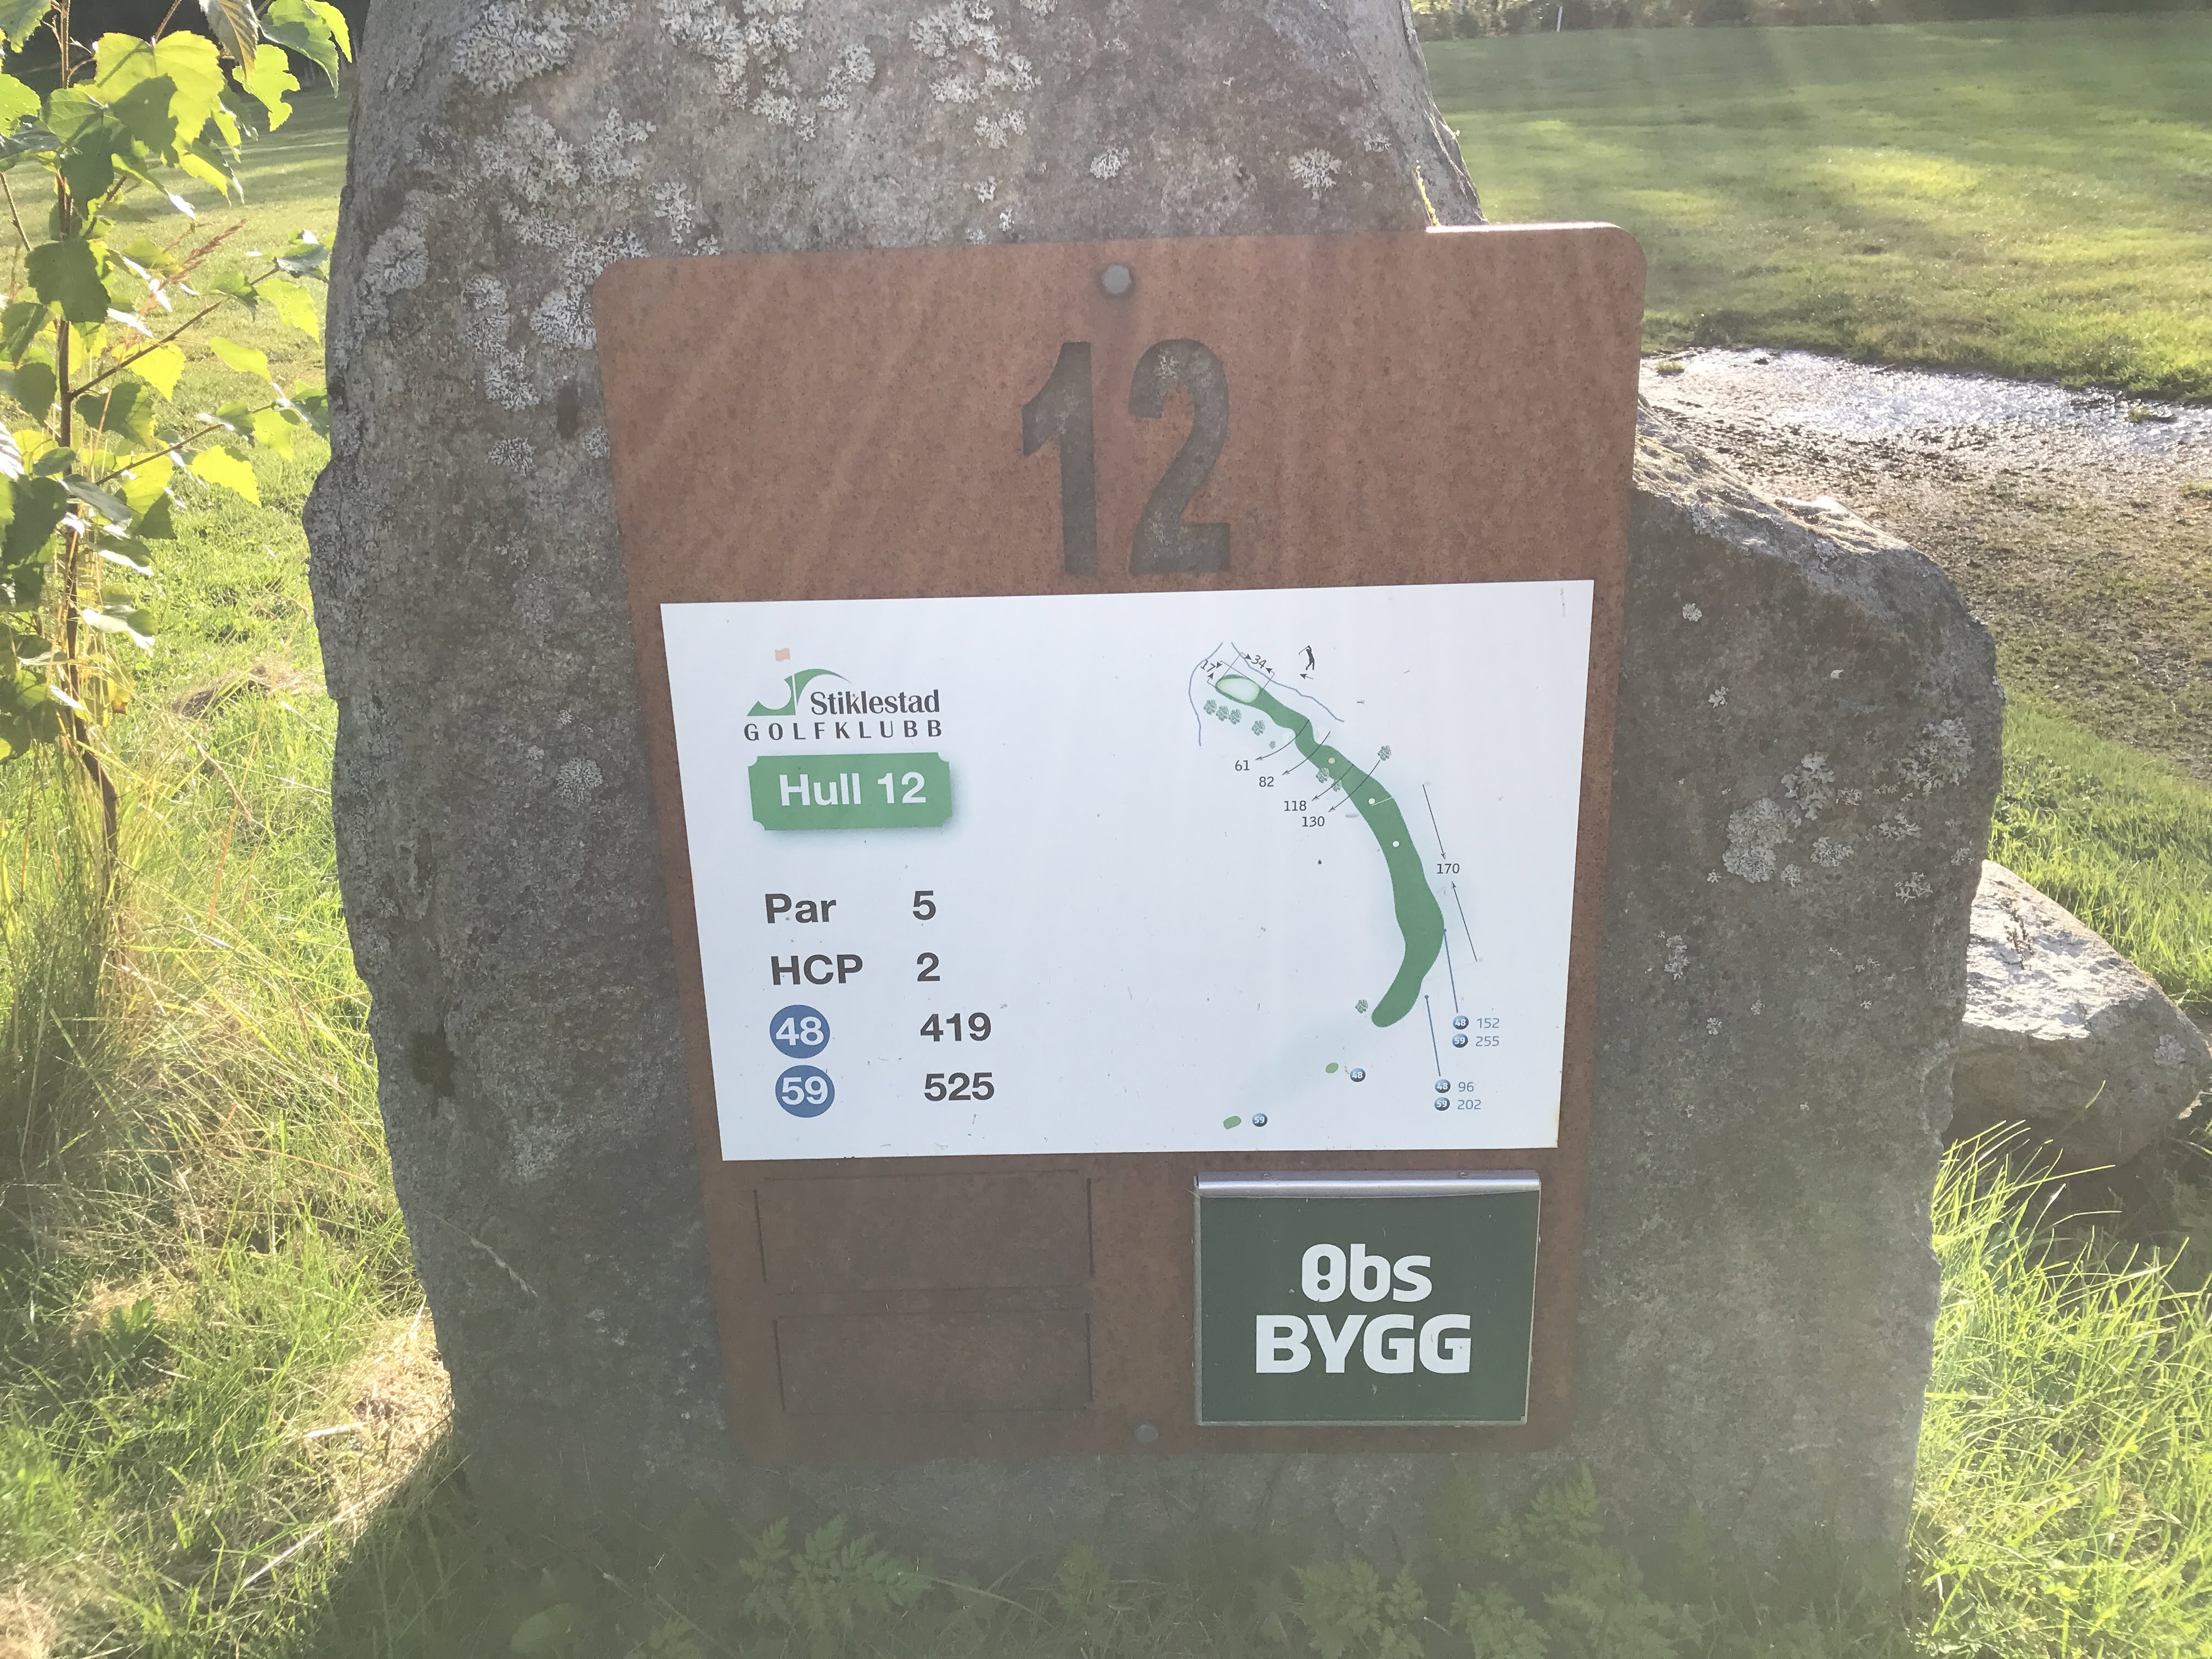 12
Stiklestad
GOLFKLUBB
Hull 12
Par 5
HCP 2
48 419
59 525
17 34
61
82
118
130
170
48 152
59 255
48 96
59 202
48
59
Obs
BYGG